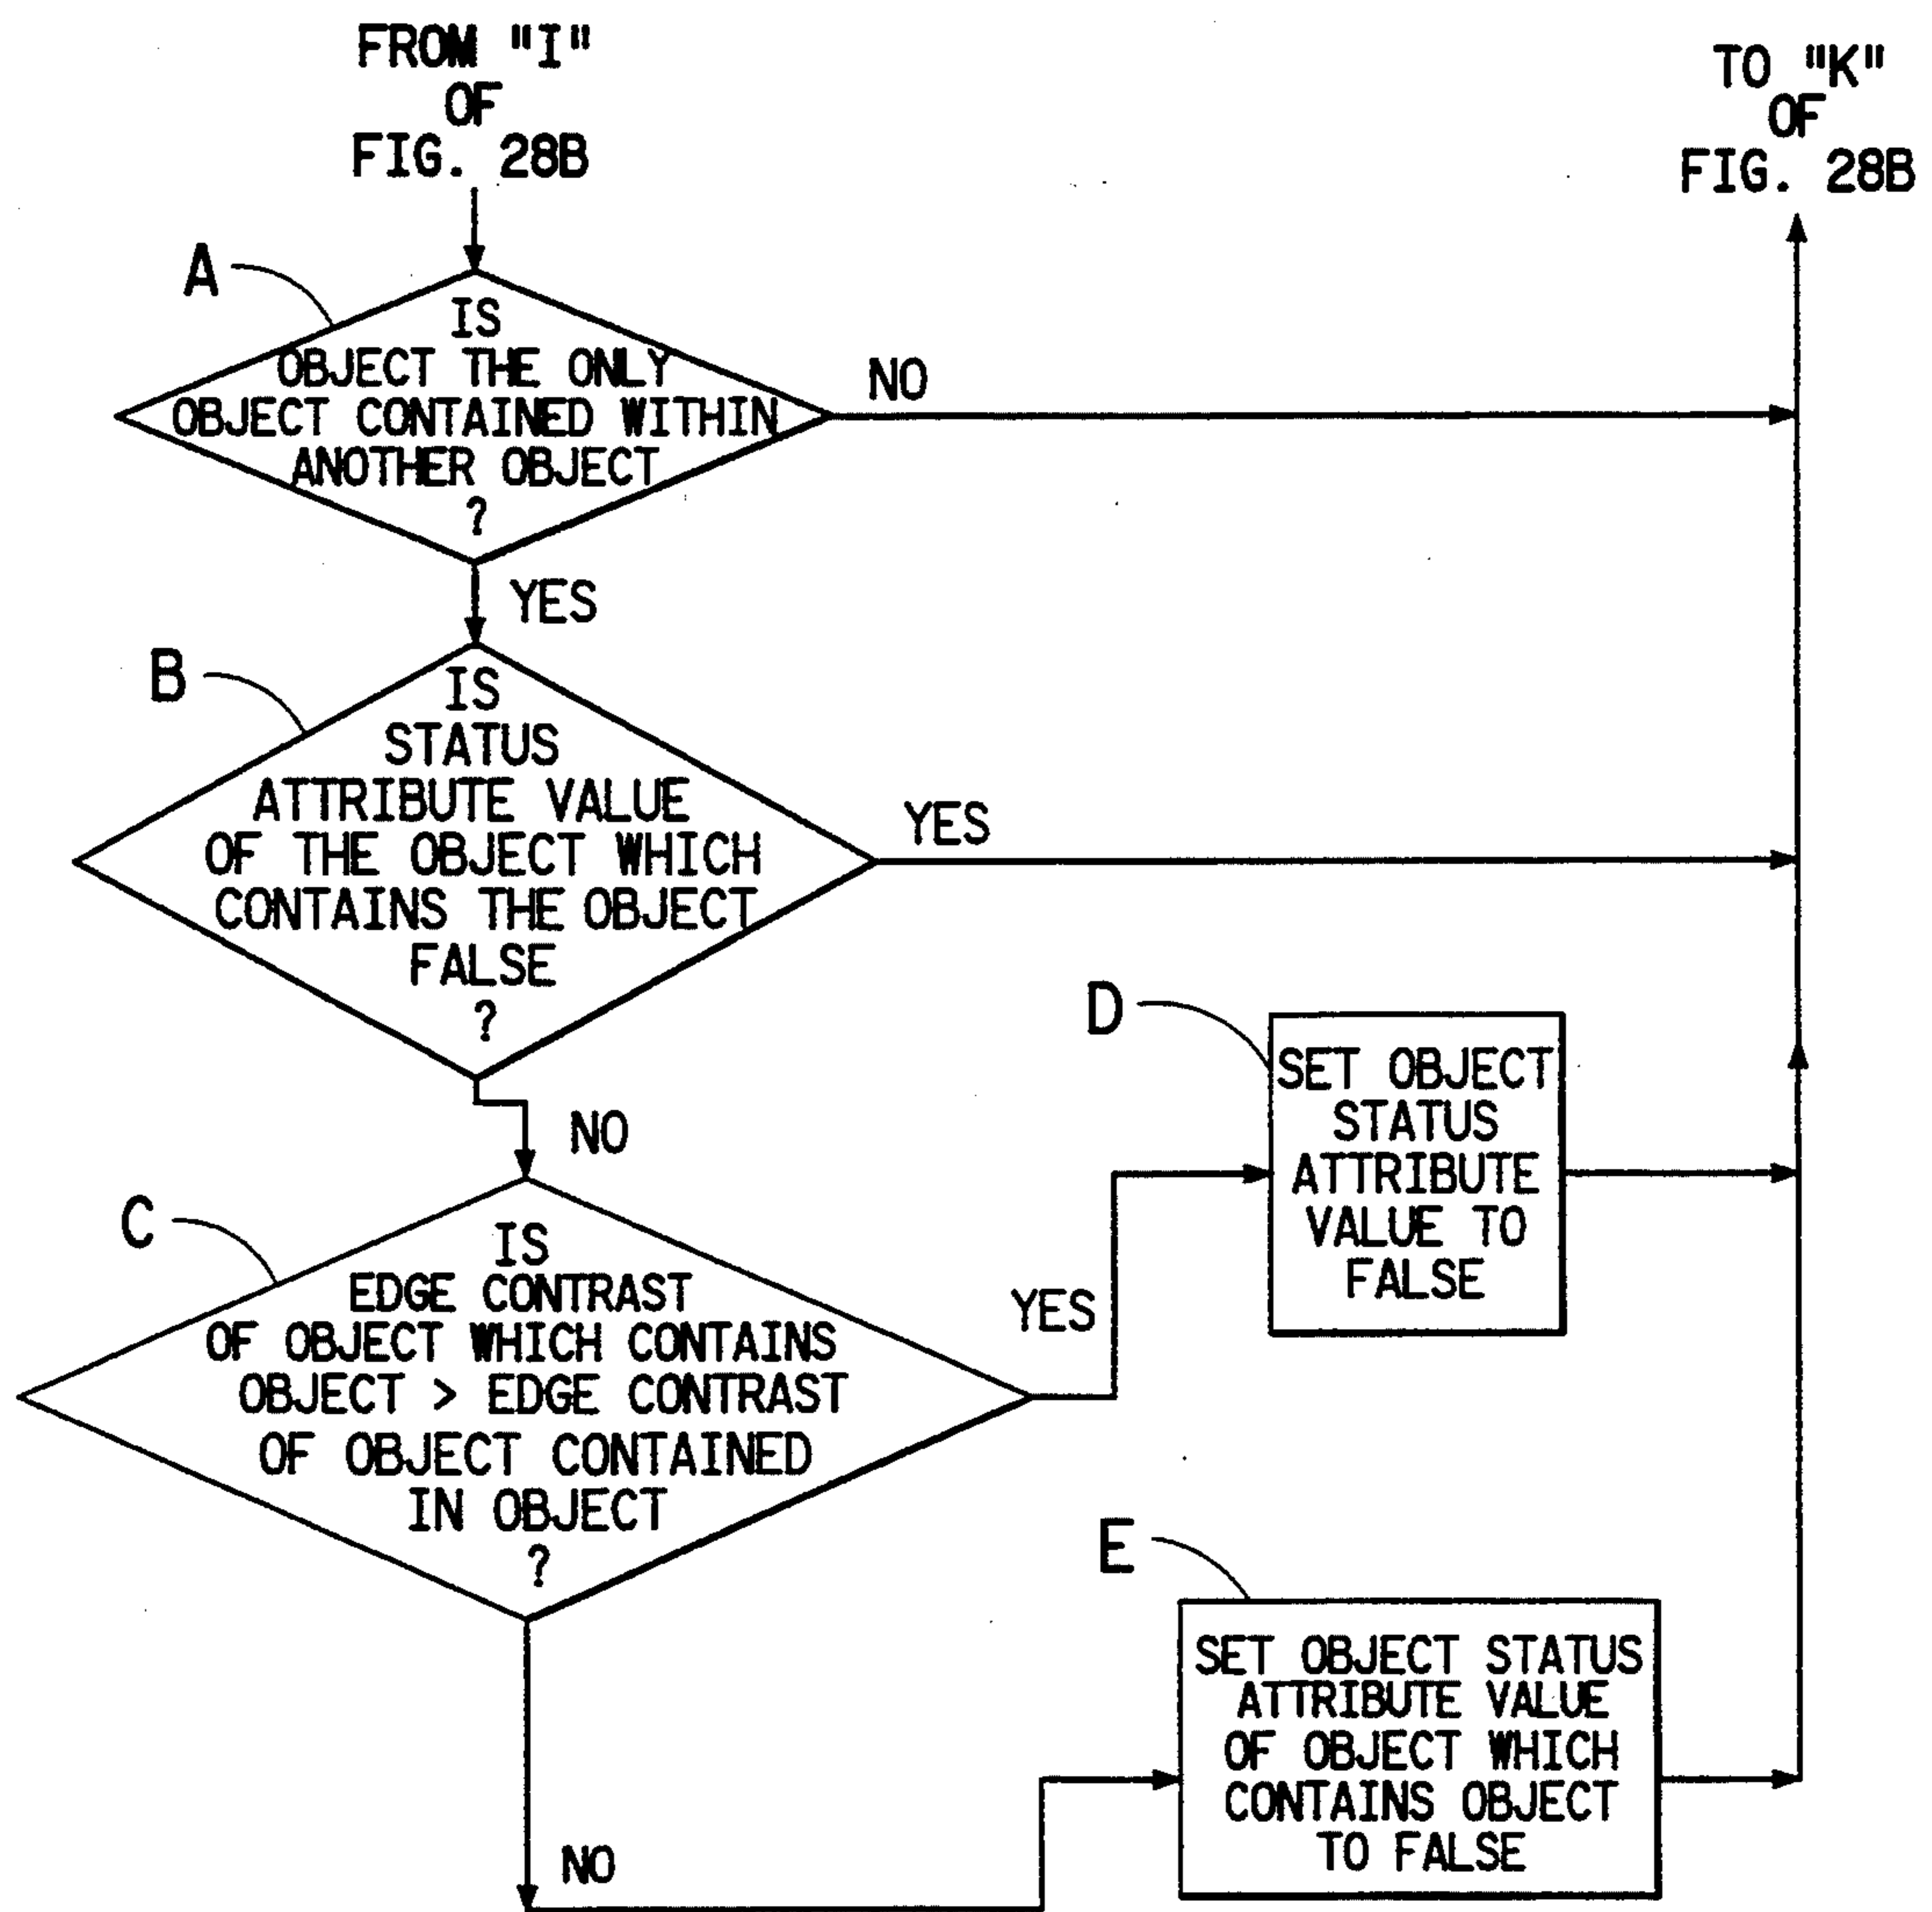 FROM "I"
OF
FIG. 28B
TO "K"
OF
FIG. 28B
A
IS
OBJECT THE ONLY
OBJECT CONTAINED WITHIN
ANOTHER OBJECT
?
NO
YES
B
IS
STATUS
ATTRIBUTE VALUE
OF THE OBJECT WHICH
CONTAINS THE OBJECT
FALSE
?
YES
NO
C
IS
EDGE CONTRAST
OF OBJECT WHICH CONTAINS
OBJECT > EDGE CONTRAST
OF OBJECT CONTAINED
IN OBJECT
?
YES
NO
D
SET OBJECT
STATUS
ATTRIBUTE
VALUE TO
FALSE
E
SET OBJECT STATUS
ATTRIBUTE VALUE
OF OBJECT WHICH
CONTAINS OBJECT
TO FALSE